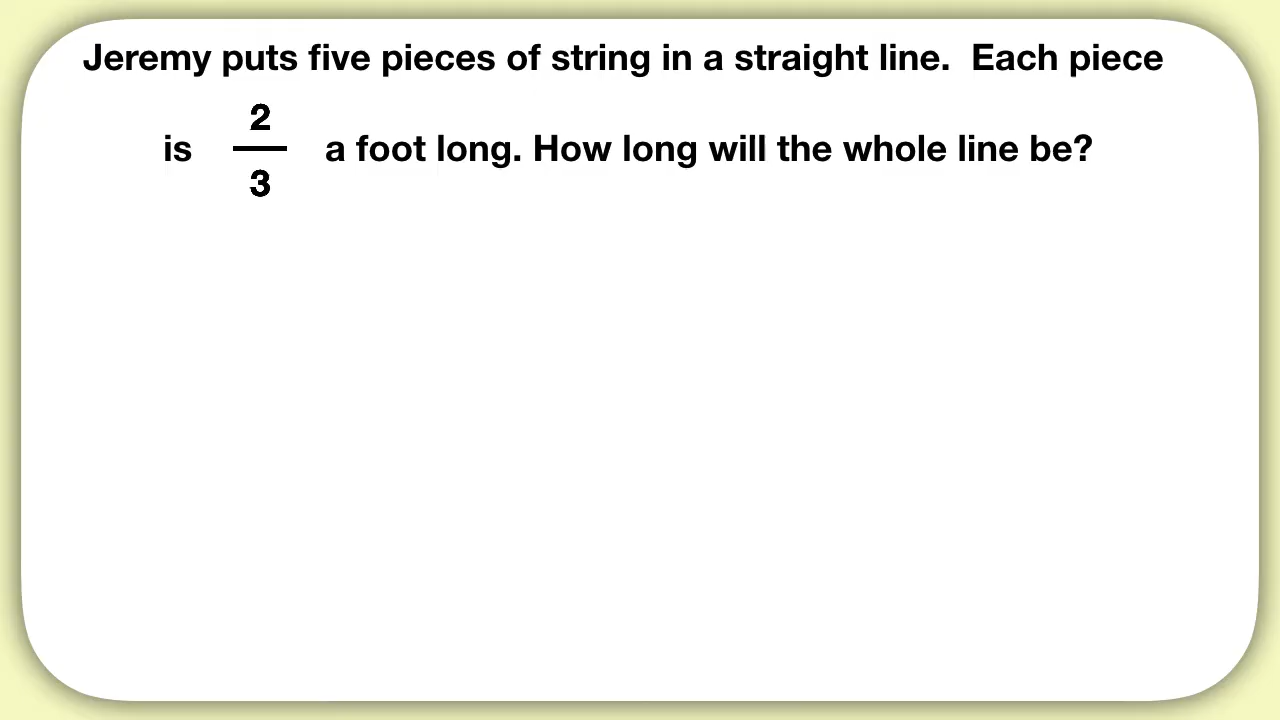 Jeremy puts five pieces of string in a straight line.  Each piece
is 2/3 a foot long. How long will the whole line be?